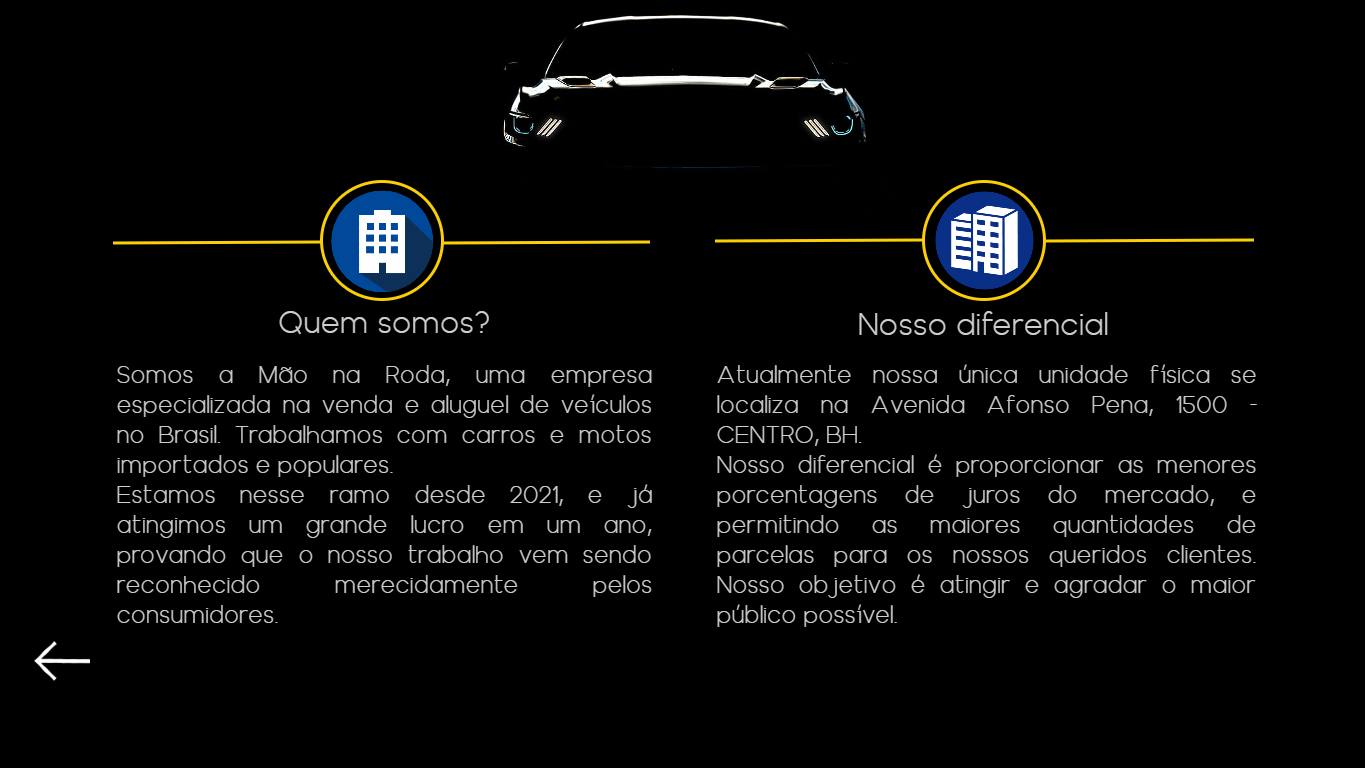 Quem somos?
Somos a Mão na Roda, uma empresa
especializada na venda e aluguel de veículos
no Brasil. Trabalhamos com carros e motos
importados e populares.
Estamos nesse ramo desde 2021, e já
atingimos um grande lucro em um ano,
provando que o nosso trabalho vem sendo
reconhecido merecidamente pelos
consumidores.
Nosso diferencial
Atualmente nossa única unidade física se
localiza na Avenida Afonso Pena, 1500 -
CENTRO, BH.
Nosso diferencial é proporcionar as menores
porcentagens de juros do mercado, e
permitindo as maiores quantidades de
parcelas para os nossos queridos clientes.
Nosso objetivo é atingir e agradar o maior
público possível.